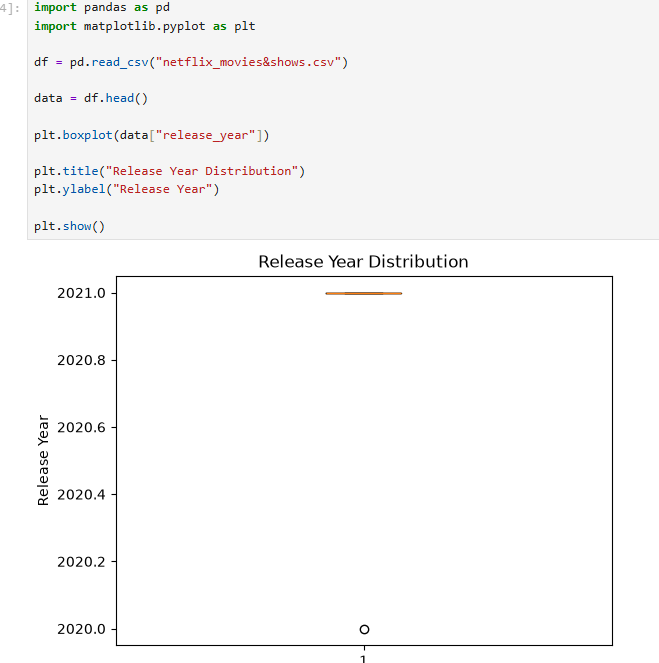 4]:
import pandas as pd
import matplotlib.pyplot as plt
df = pd.read_csv("netflix_movies&shows.csv")
data = df.head()
plt.boxplot(data["release_year"])
plt.title("Release Year Distribution")
plt.ylabel("Release Year")
plt.show()
Release Year Distribution
2021.0
2020.8
2020.6
Release Year
2020.4
2020.2
2020.0
1